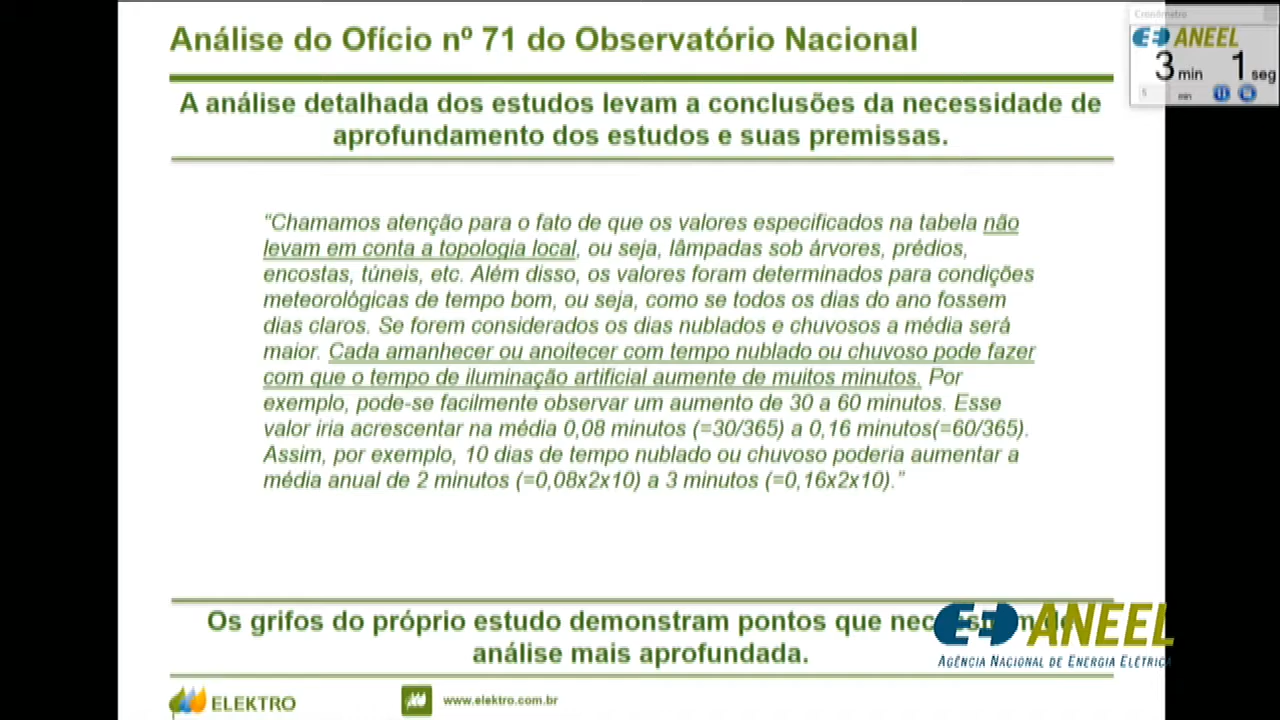 Análise do Ofício nº 71 do Observatório Nacional
Cronômetro
ANEEL
3 min 1 seg
5 min
A análise detalhada dos estudos levam a conclusões da necessidade de
aprofundamento dos estudos e suas premissas.
“Chamamos atenção para o fato de que os valores especificados na tabela não
levam em conta a topologia local, ou seja, lâmpadas sob árvores, prédios,
encostas, túneis, etc. Além disso, os valores foram determinados para condições
meteorológicas de tempo bom, ou seja, como se todos os dias do ano fossem
dias claros. Se forem considerados os dias nublados e chuvosos a média será
maior. Cada amanhecer ou anoitecer com tempo nublado ou chuvoso pode fazer
com que o tempo de iluminação artificial aumente de muitos minutos. Por
exemplo, pode-se facilmente observar um aumento de 30 a 60 minutos. Esse
valor iria acrescentar na média 0,08 minutos (=30/365) a 0,16 minutos(=60/365).
Assim, por exemplo, 10 dias de tempo nublado ou chuvoso poderia aumentar a
média anual de 2 minutos (=0,08x2x10) a 3 minutos (=0,16x2x10).”
Os grifos do próprio estudo demonstram pontos que
análise mais aprofundada.
ANEEL
AGÊNCIA NACIONAL DE ENERGIA ELÉTRICA
ELEKTRO
www.elektro.com.br